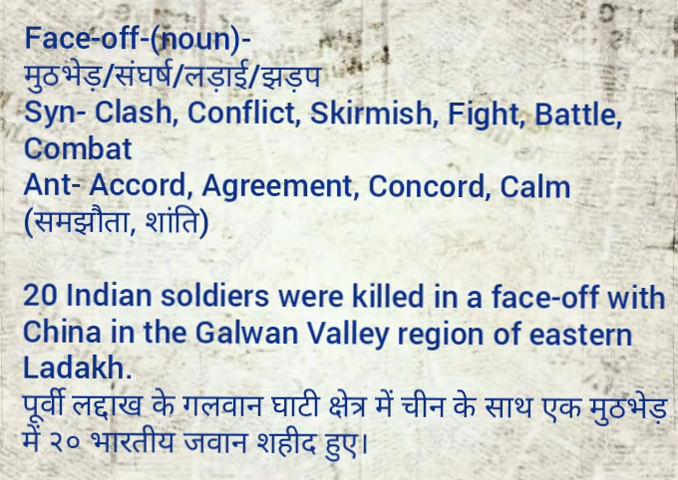 Face-off-(noun)-
मुठभेड़/संघर्ष/लड़ाई/झड़प
Syn- Clash, Conflict, Skirmish, Fight, Battle,
Combat
Ant- Accord, Agreement, Concord, Calm
(समझौता, शांति)
20 Indian soldiers were killed in a face-off with
China in the Galwan Valley region of eastern
Ladakh.
पूर्वी लद्दाख के गलवान घाटी क्षेत्र में चीन के साथ एक मुठभेड़
में २० भारतीय जवान शहीद हुए।